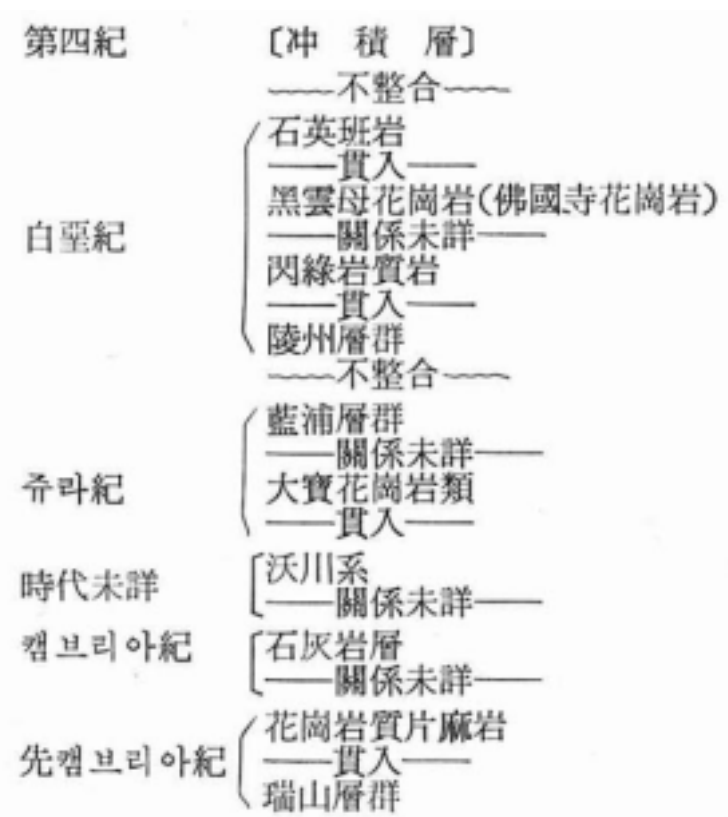 第四紀 〔冲 積 層〕
不整合
石英班岩
貫入
黑雲母花崗岩(佛國寺花崗岩)
關係未詳
白堊紀 閃綠岩質岩
貫入
陵州層群
不整合
藍浦層群
關係未詳
쥬라紀 大寶花崗岩類
貫入
時代未詳 沃川系
關係未詳
캠브리아紀 石灰岩層
關係未詳
花崗岩質片麻岩
先캠브리아紀 貫入
瑞山層群